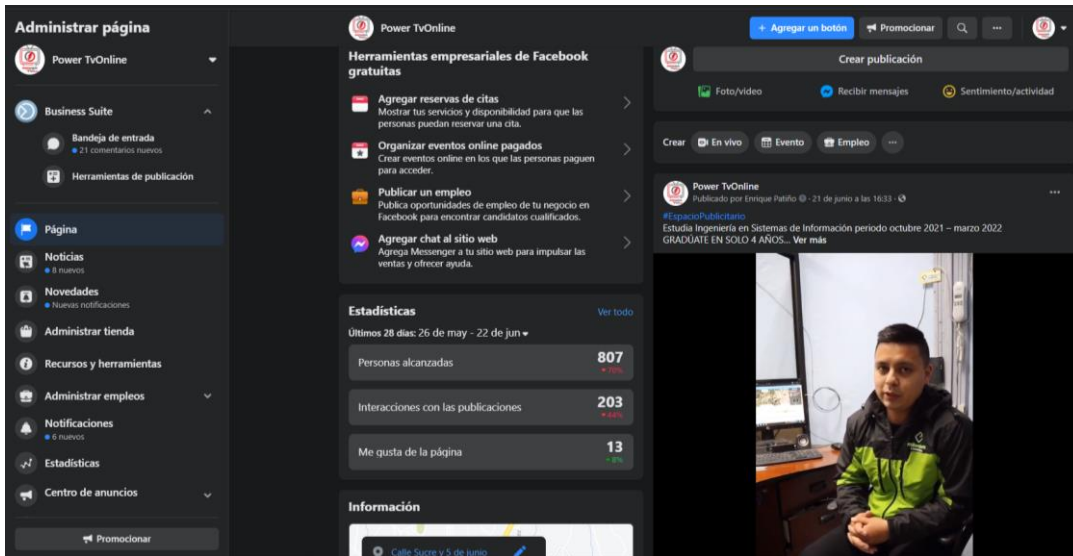 Administrar página
Power TvOnline
Business Suite
Bandeja de entrada
21 comentarios nuevos
Herramientas de publicación
Página
Noticias
8 nuevos
Novedades
Nuevas notificaciones
Administrar tienda
Recursos y herramientas
Administrar empleos
Notificaciones
6 nuevos
Estadísticas
Centro de anuncios
Promocionar
Power TvOnline
+ Agregar un botón
Promocionar
Herramientas empresariales de Facebook
gratuitas
Agregar reservas de citas
Mostrar tus servicios y disponibilidad para que las
personas puedan reservar una cita.
Organizar eventos online pagados
Crear eventos online en los que las personas paguen
para acceder.
Publicar un empleo
Publica oportunidades de empleo de tu negocio en
Facebook para encontrar candidatos cualificados.
Agregar chat al sitio web
Agrega Messenger a tu sitio web para impulsar las
ventas y ofrecer ayuda.
Estadísticas
Ver todo
Últimos 28 días: 26 de may - 22 de jun
Personas alcanzadas
807
70%
Interacciones con las publicaciones
203
44%
Me gusta de la página
13
8%
Información
Calle Sucre y 5 de junio
Crear publicación
Foto/video
Recibir mensajes
Sentimiento/actividad
Crear
En vivo
Evento
Empleo
Power TvOnline
Publicado por Enrique Patiño · 21 de junio a las 16:33 ·
#EspacioPublicitario
Estudia Ingeniería en Sistemas de Información periodo octubre 2021 – marzo 2022
GRADÚATE EN SOLO 4 AÑOS... Ver más